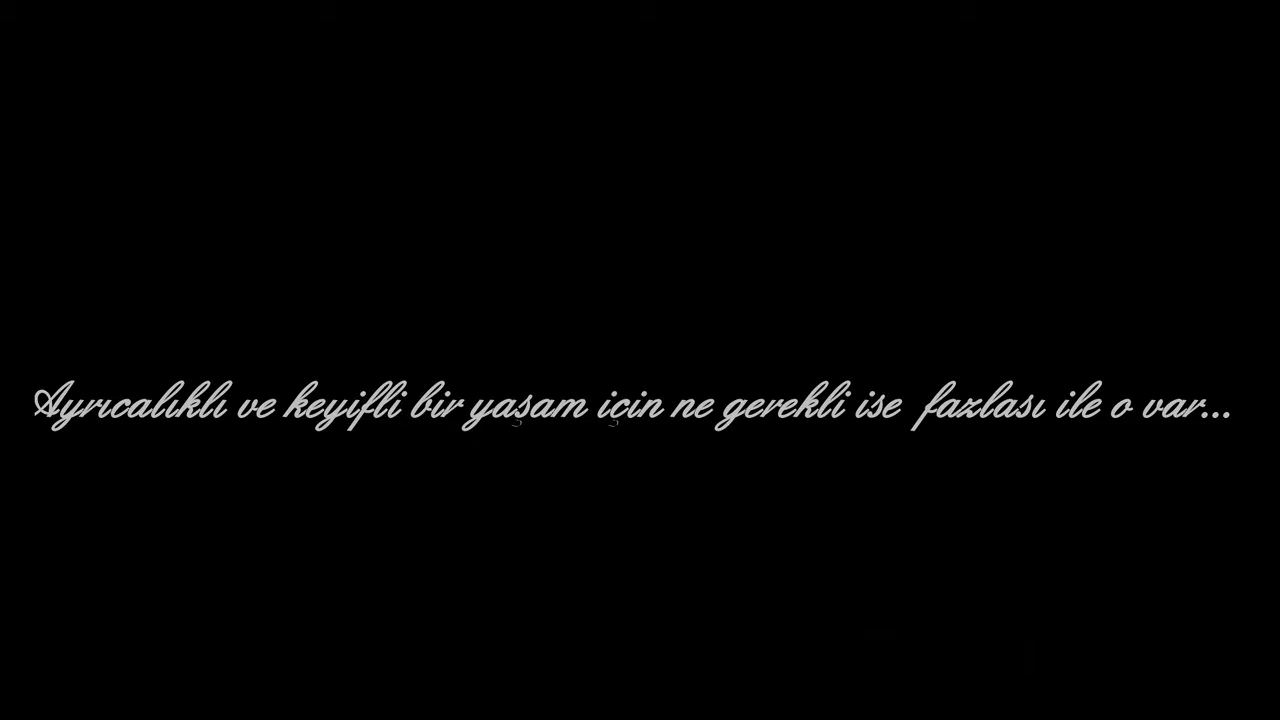 Ayrıcalıklı ve keyifli bir yaşam için ne gerekli ise fazlası ile o var...